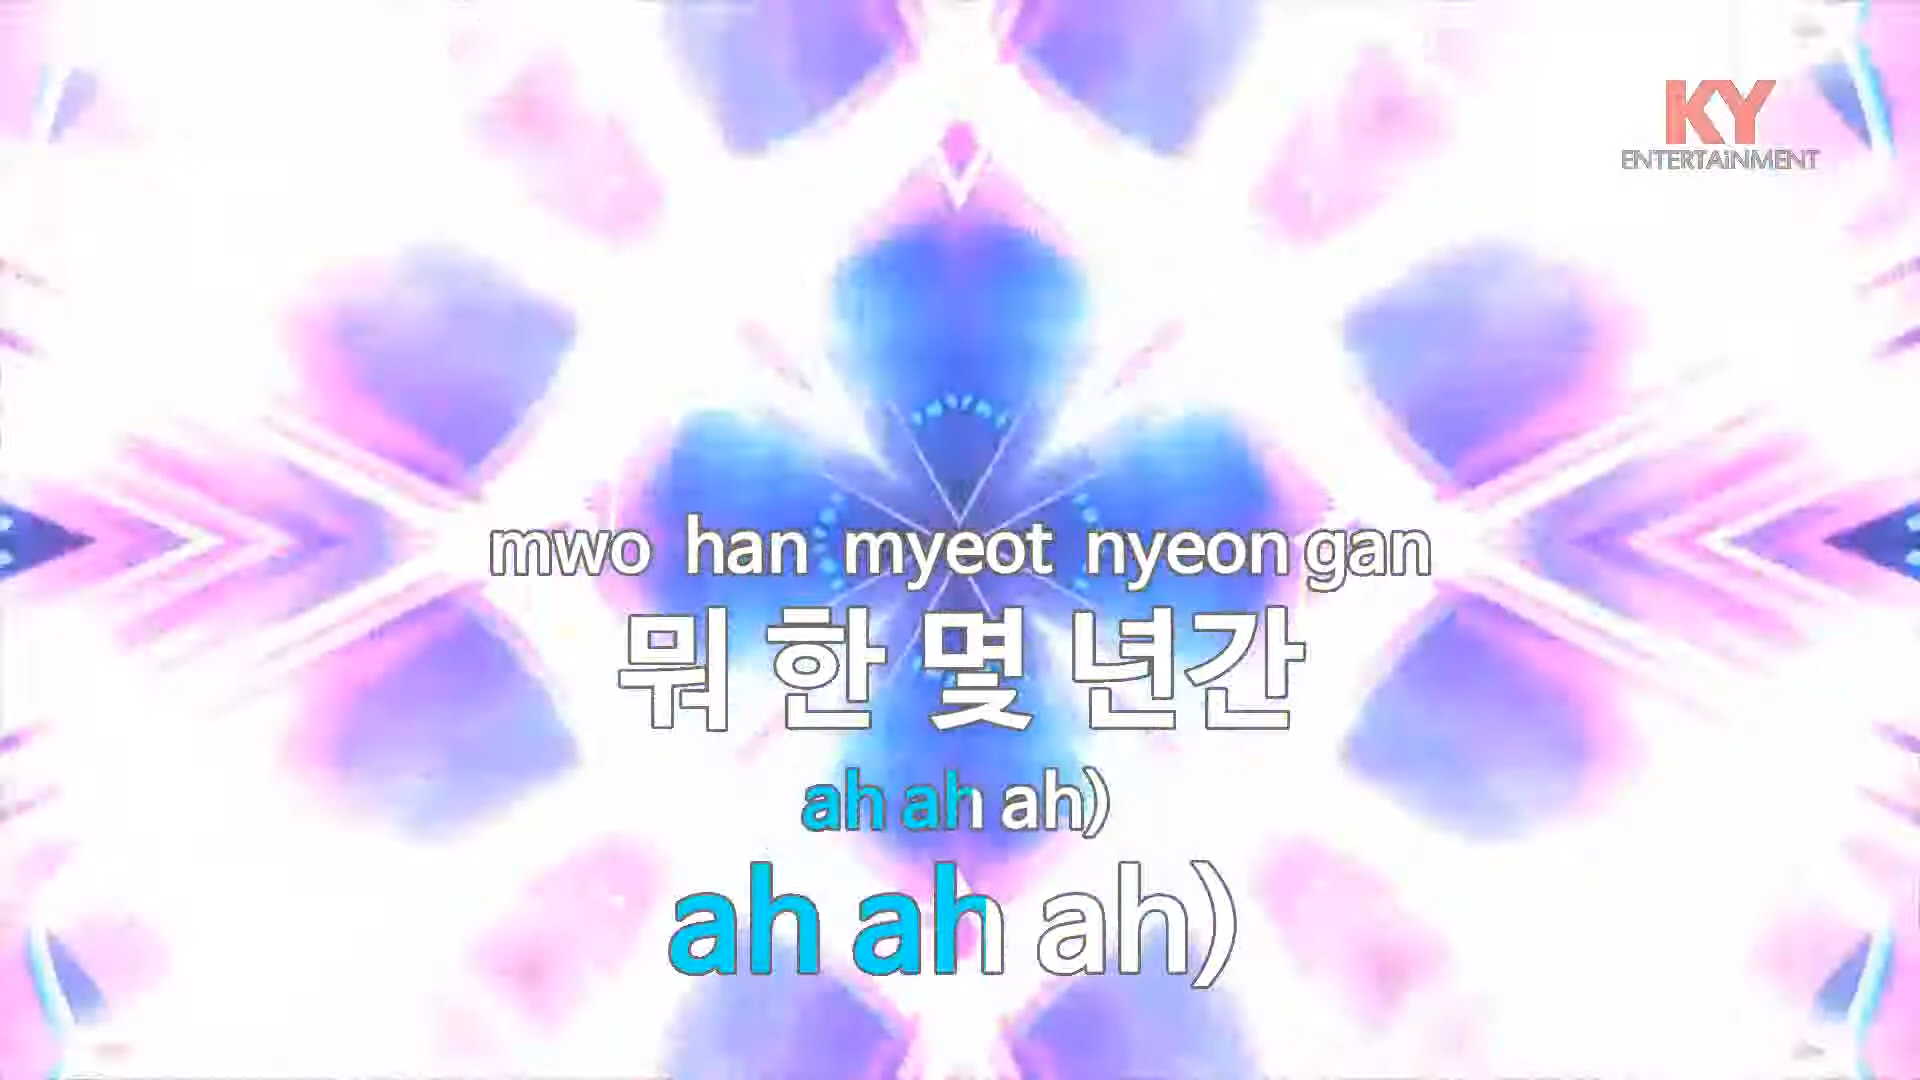 KY
ENTERTAiNMENT
mwo han myeot nyeon gan
뭐 한 몇 년간
ah ah ah)
ah ah ah)